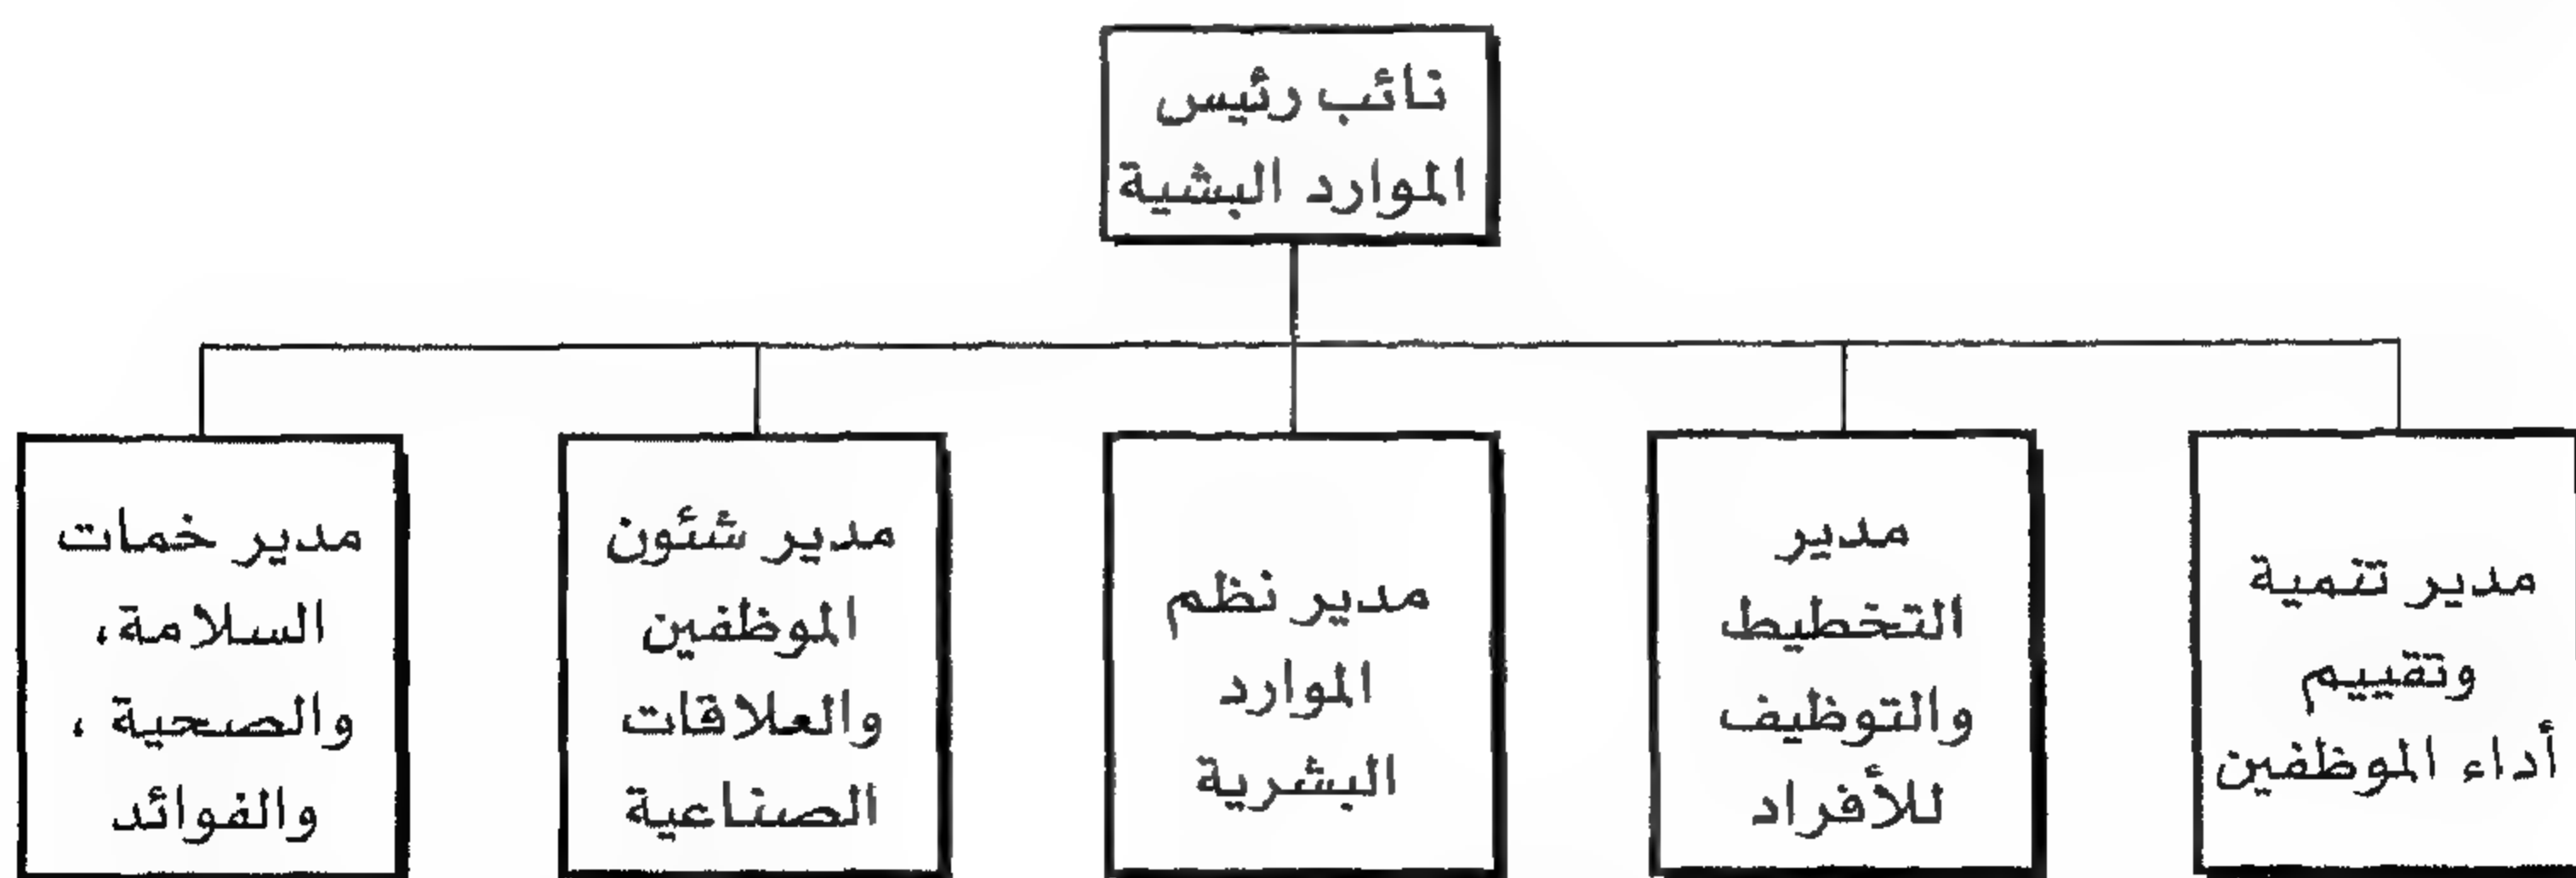 نائب رئيس
الموارد البشية
مدير تنمية
وتقييم
أداء الموظفين
مدير
التخطيط
والتوظيف
للأفراد
مدير نظم
الموارد
البشرية
مدير شئون
الموظفين
والعلاقات
الصناعية
مدير خمات
السلامة،
والصحية ،
والفوائد